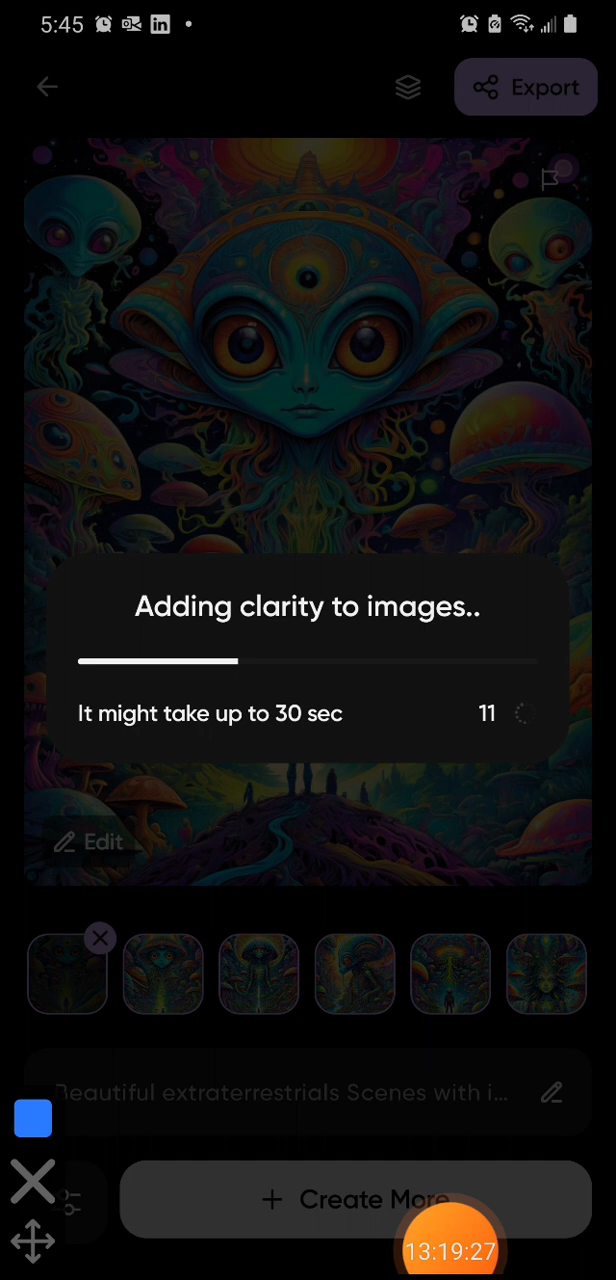 5:45
Export
Adding clarity to images..
It might take up to 30 sec
11
Edit
Beautiful extraterrestrials Scenes with i...
+ Create More
13:19:27